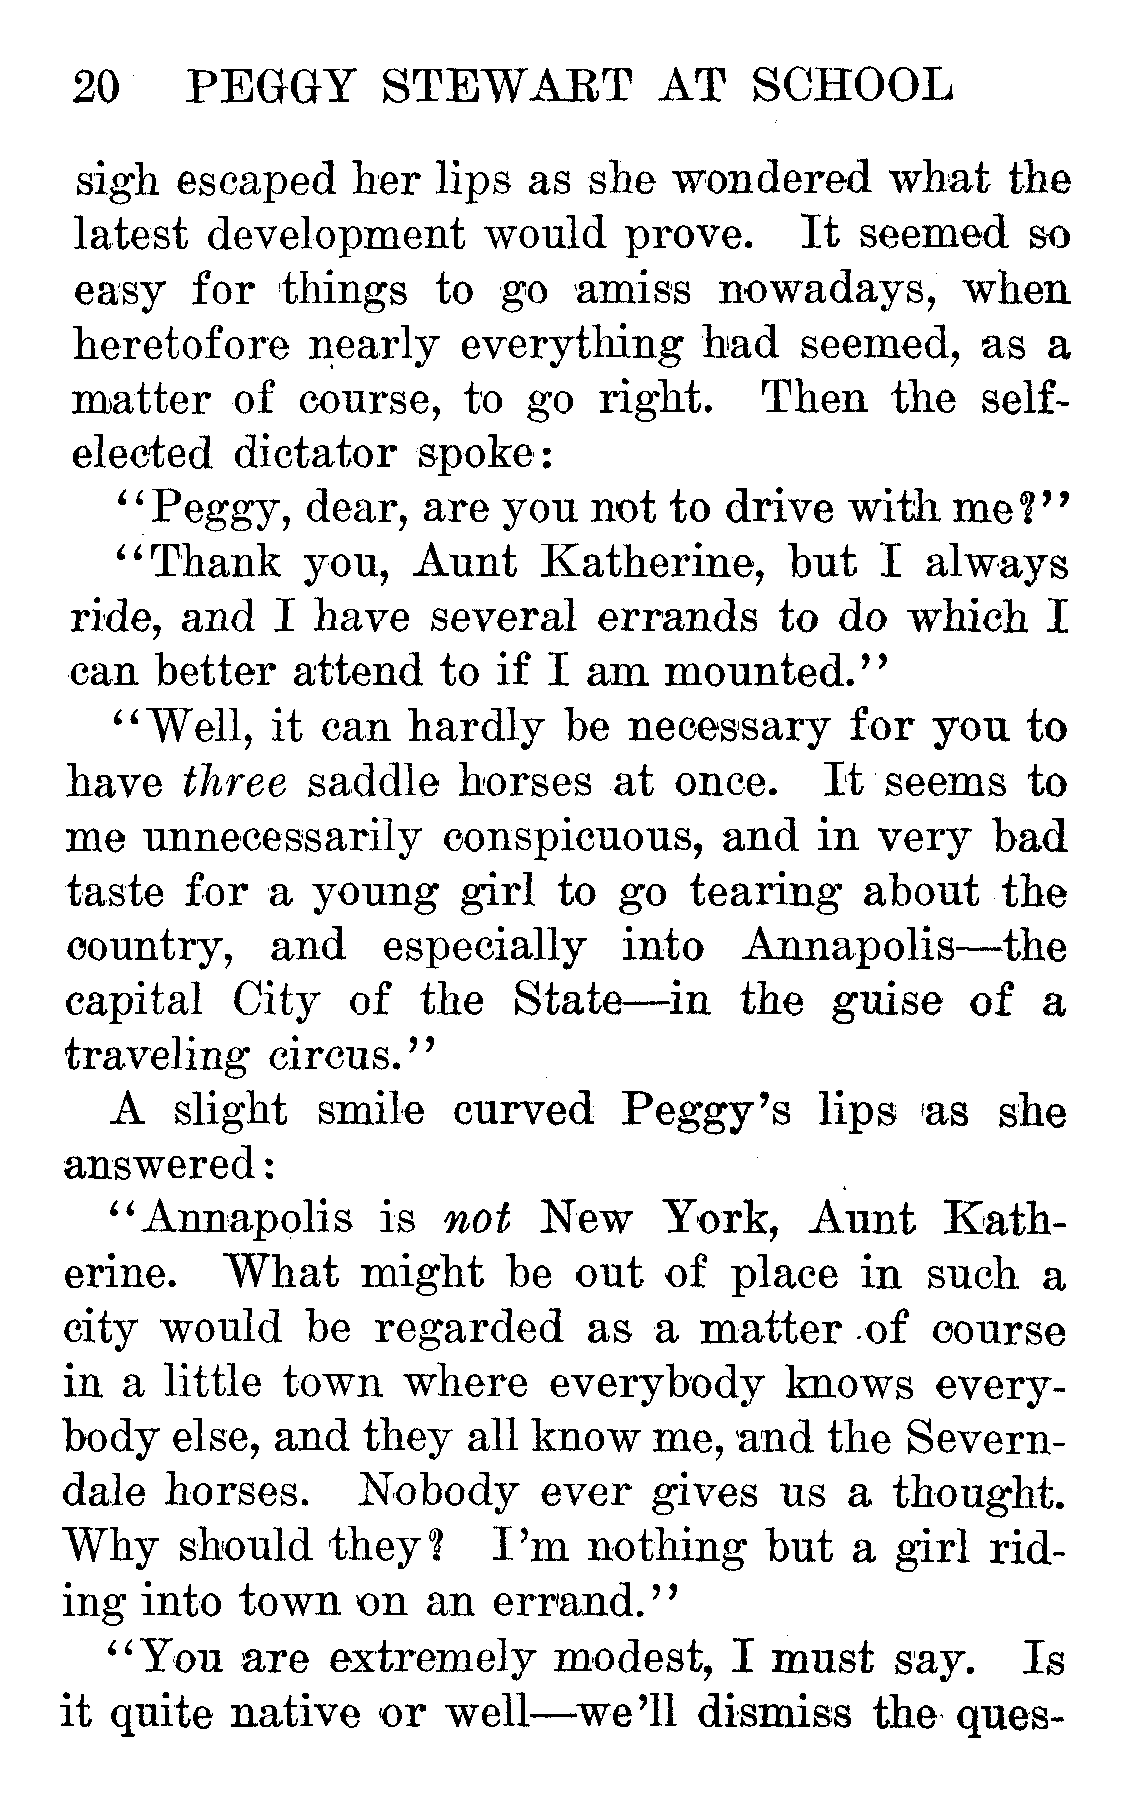 20 PEGGY STEWART AT SCHOOL
sigh escaped her lips as she wondered what the
latest development would prove. It seemed so
easy for things to go amiss nowadays, when
heretofore nearly everything had seemed, as a
matter of course, to go right. Then the self-
elected dictator spoke:
"Peggy, dear, are you not to drive with me?"
"Thank you, Aunt Katherine, but I always
ride, and I have several errands to do which I
can better attend to if I am mounted."
"Well, it can hardly be necessary for you to
have three saddle horses at once. It seems to
me unnecessarily conspicuous, and in very bad
taste for a young girl to go tearing about the
country, and especially into Annapolis—the
capital City of the State—in the guise of a
traveling circus."
A slight smile curved Peggy's lips as she
answered:
"Annapolis is not New York, Aunt Kath-
erine. What might be out of place in such a
city would be regarded as a matter of course
in a little town where everybody knows every-
body else, and they all know me, and the Severn-
dale horses. Nobody ever gives us a thought.
Why should they? I'm nothing but a girl rid-
ing into town on an errand."
"You are extremely modest, I must say. Is
it quite native or well—we'll dismiss the ques-